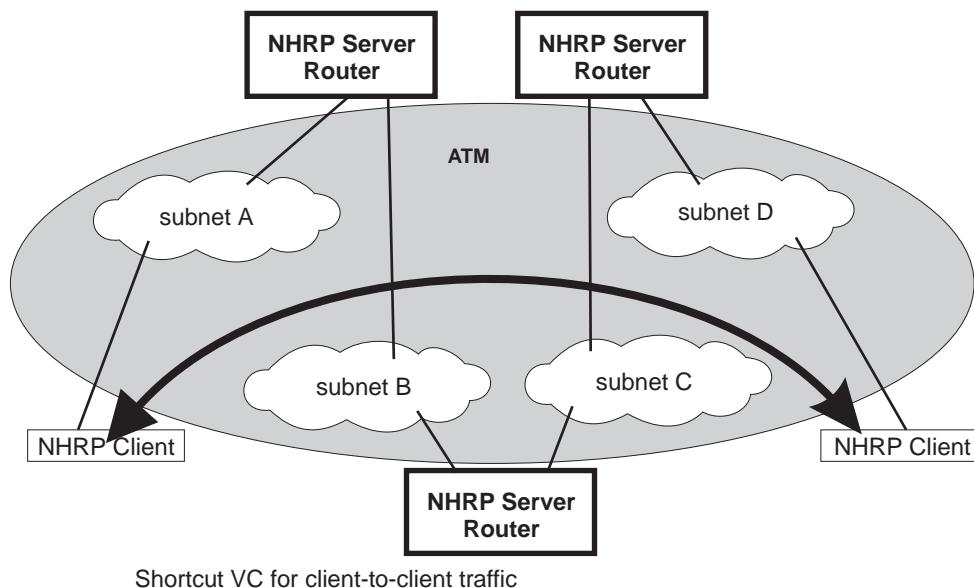 NHRP Server
Router
NHRP Server
Router
ATM
subnet A
subnet D
subnet B
subnet C
NHRP Client
NHRP Client
NHRP Server
Router
Shortcut VC for client-to-client traffic